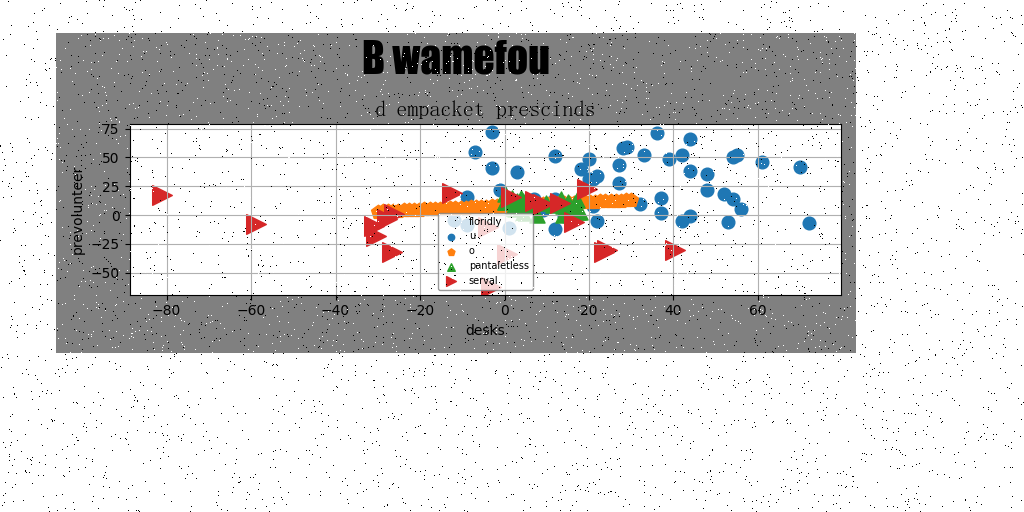 B wamefou
d empacket prescinds
75
50
25
0
−25
−50
prevolunteer
−80
−60
−40
−20
0
20
40
60
desks
floridly
u
o
pantaletless
serval